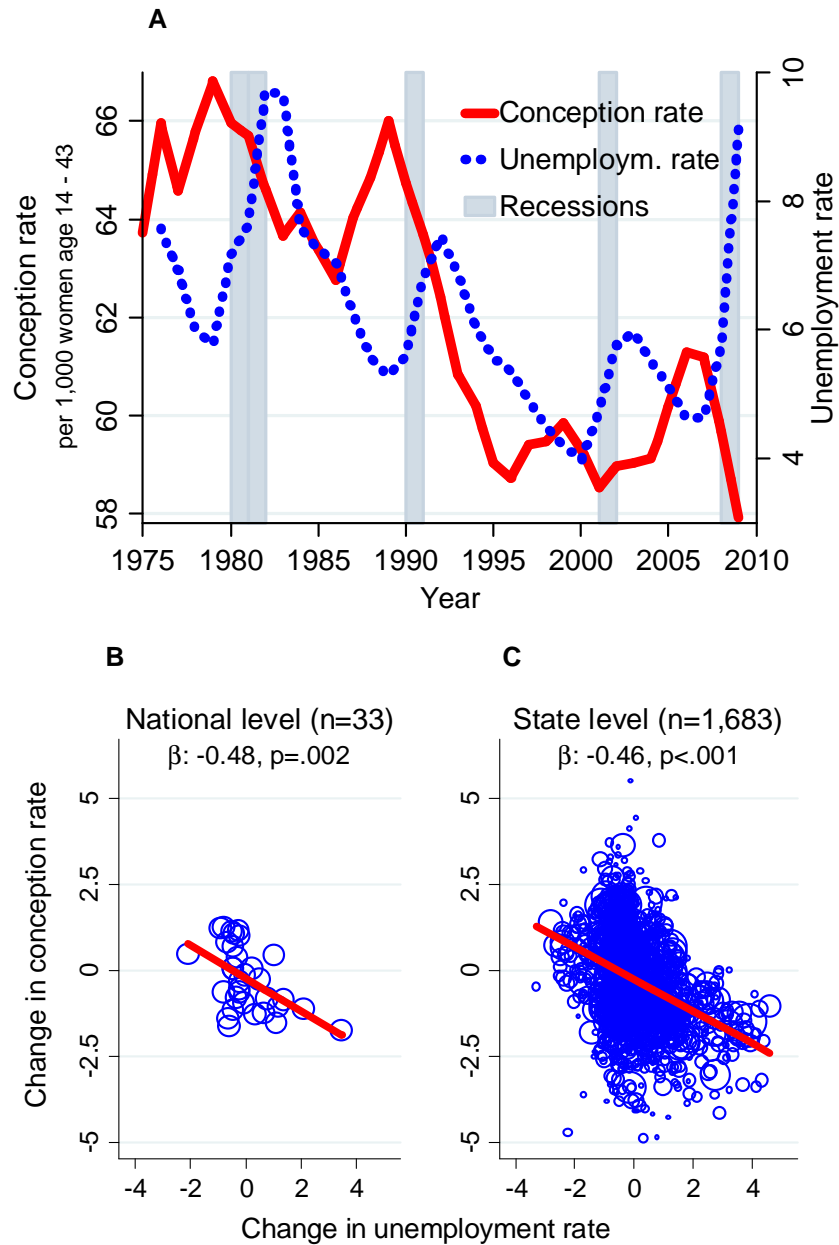 A
Conception rate
per 1,000 women age 14 - 43
66
64
62
60
58
Conception rate
Unemploym. rate
Recessions
10
8
6
4
Unemployment rate
1975 1980 1985 1990 1995 2000 2005 2010
Year
B
C
National level (n=33)
β: -0.48, p=.002
State level (n=1,683)
β: -0.46, p<.001
Change in conception rate
5
2.5
0
-2.5
-5
5
2.5
0
-2.5
-5
-4 -2 0 2 4
-4 -2 0 2 4
Change in unemployment rate